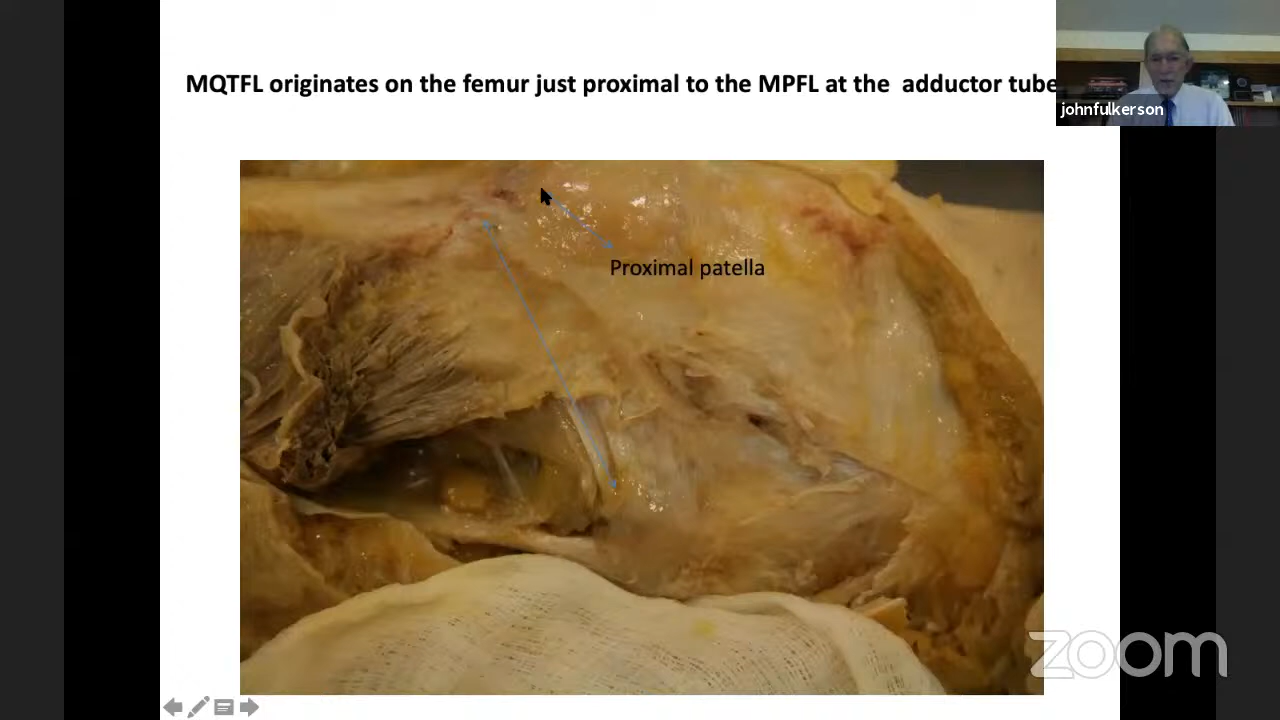 MQTFL originates on the femur just proximal to the MPFL at the  adductor tube
johnfulkerson
Proximal patella
zoom